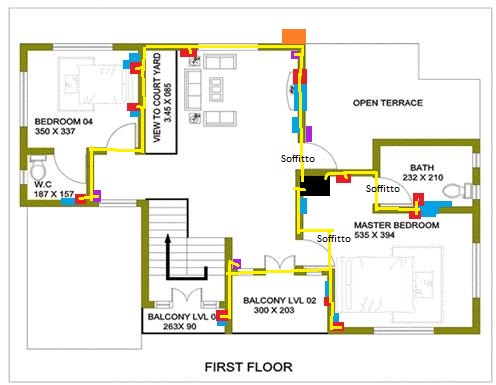 VIEW TO COURT YARD
3.45 X 085
BEDROOM 04
350 X 337
OPEN TERRACE
Soffitto
W.C
187 X 157
BATH
232 X 210
Soffitto
MASTER BEDROOM
535 X 394
Soffitto
BALCONY LVL 02
300 X 203
BALCONY LVL 0
263X 90
FIRST FLOOR